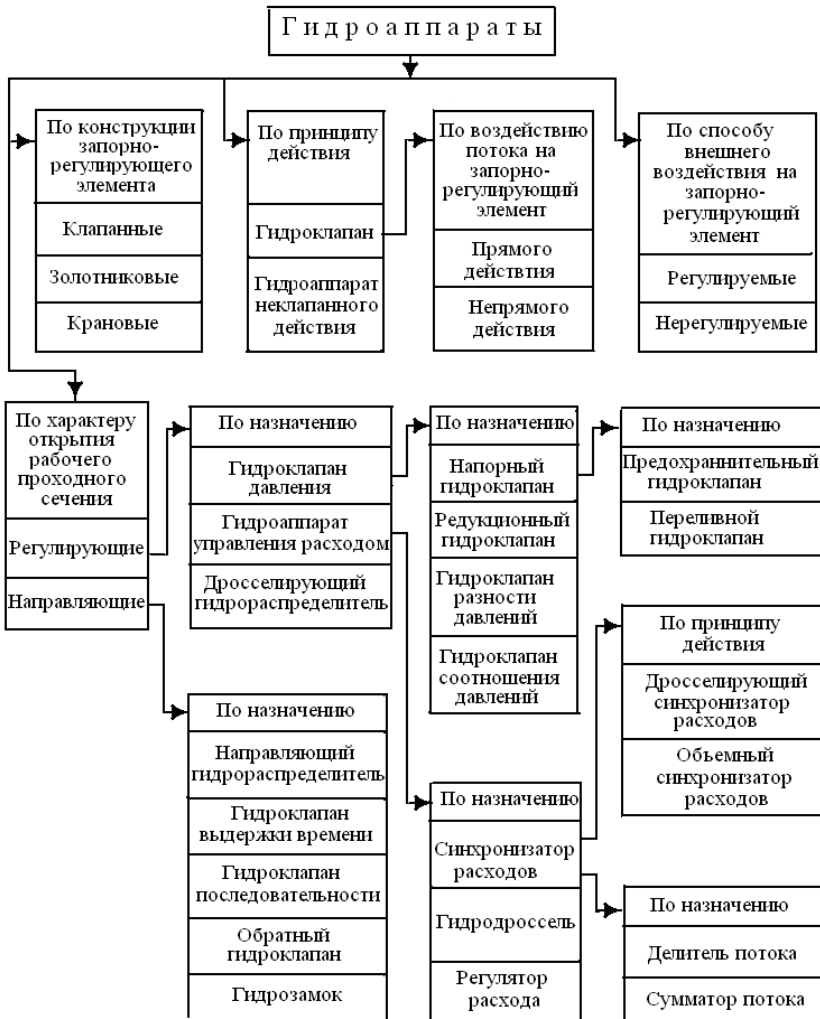 Гидроаппараты
По конструкции
запорно-
регулирующего
элемента
Клапанные
Золотниковые
Крановые
По принципу
действия
Гидроклапан
Гидроаппарат
неклапанного
действия
По воздействию
потока на
запорно-
регулирующий
элемент
Прямого
действтия
Непрямого
действия
По способу
внешнего
воздействия на
запорно-
регулирующий
элемент
Регулируемые
Нерегулируемые
По характеру
открытия
рабочего
проходного
сечения
Регулирующие
Направляющие
По назначению
Гидроклапан
давления
Гидроаппарат
управления расходом
Дросселирующий
гидрораспределитель
По назначению
Напорный
гидроклапан
Редукционный
гидроклапан
Гидроклапан
разности
давлений
Гидроклапан
соотношения
давлений
По назначению
Предохраннительный
гидроклапан
Переливной
гидроклапан
По принципу
действия
Дросселирующий
синхронизатор
расходов
Обьемный
синхронизатор
расходов
По назначению
Направляющий
гидрораспределитель
Гидроклапан
выдержки времени
Гидроклапан
последовательности
Обратный
гидроклапан
Гидрозамок
По назначению
Синхронизатор
расходов
Гидродроссель
Регулятор
расхода
По назначению
Делитель потока
Сумматор потока